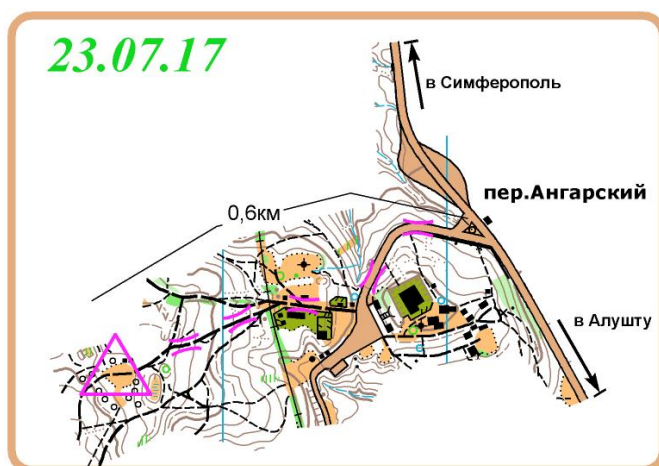 23.07.17
в Симферополь
пер.Ангарский
0,6км
в Алушту